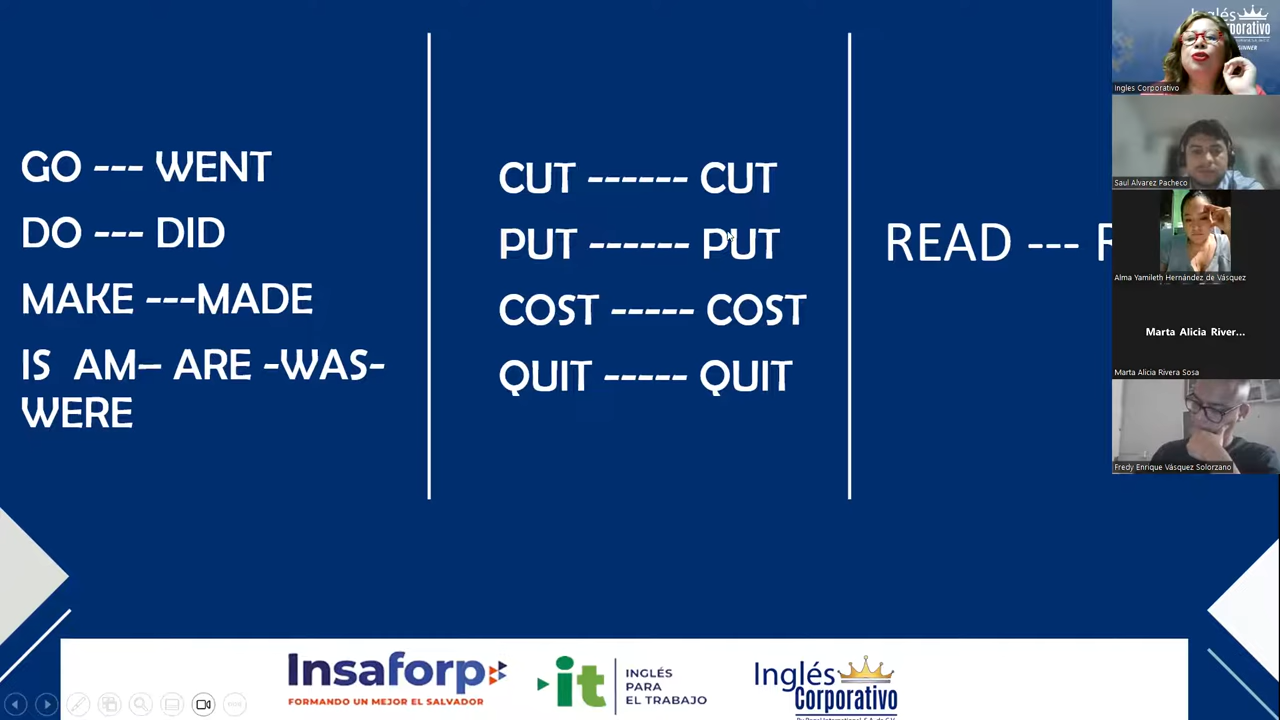 GO --- WENT
DO --- DID
MAKE ---MADE
IS AM– ARE -WAS-
WERE
CUT ------ CUT
PUT ------ PUT
COST ----- COST
QUIT ----- QUIT
READ --- R
Inglés
orporativo
Ingles Corporativo
Saul Alvarez Pacheco
Alma Yamileth Hernández de Vásquez
Marta Alicia River...
Marta Alicia Rivera Sosa
Fredy Enrique Vásquez Solorzano
Insaforp
FORMANDO UN MEJOR EL SALVADOR
it
INGLÉS
PARA
EL TRABAJO
Inglés
Corporativo